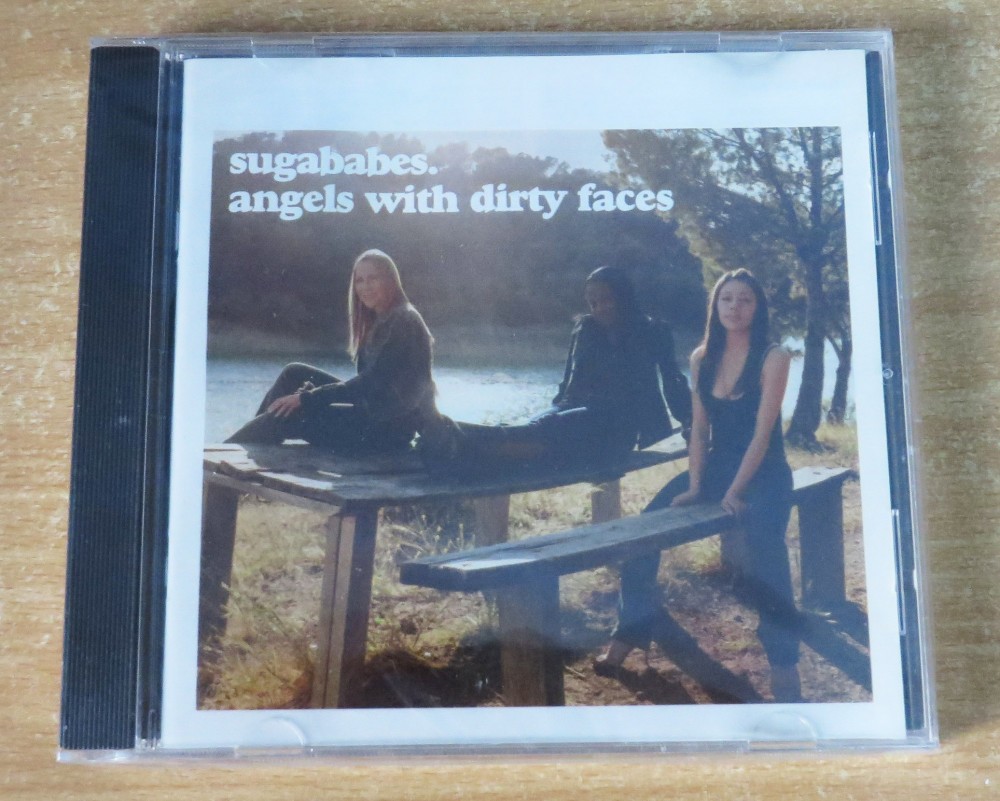 sugababes.
angels with dirty faces